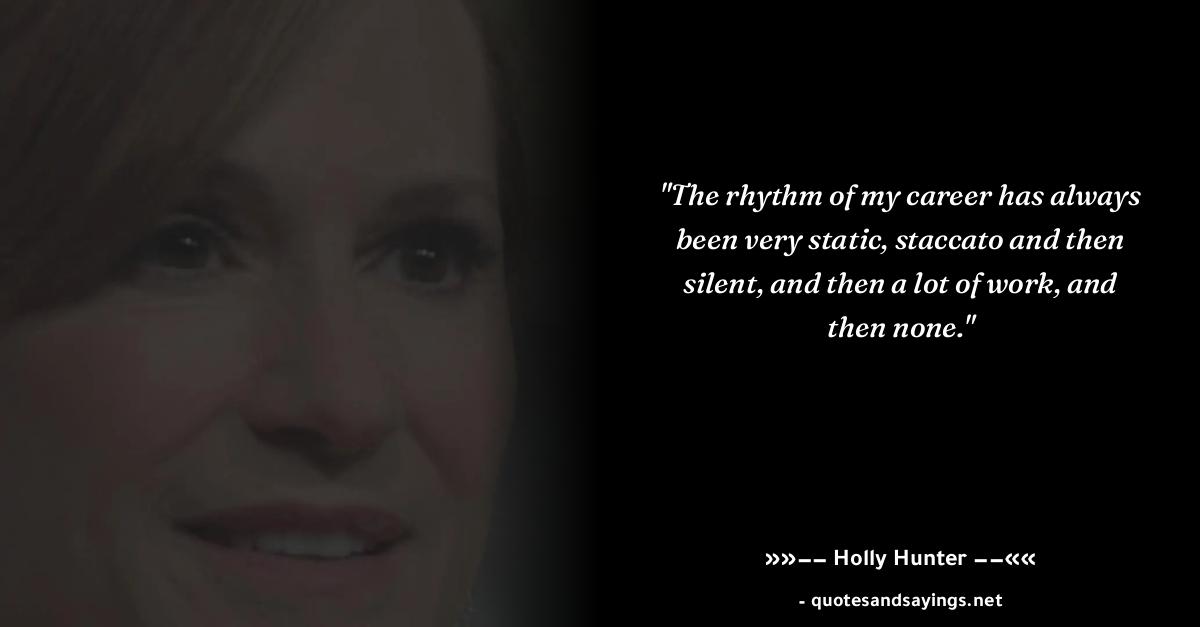 "The rhythm of my career has always
been very static, staccato and then
silent, and then a lot of work, and
then none."
»»−− Holly Hunter −−««
- quotesandsayings.net